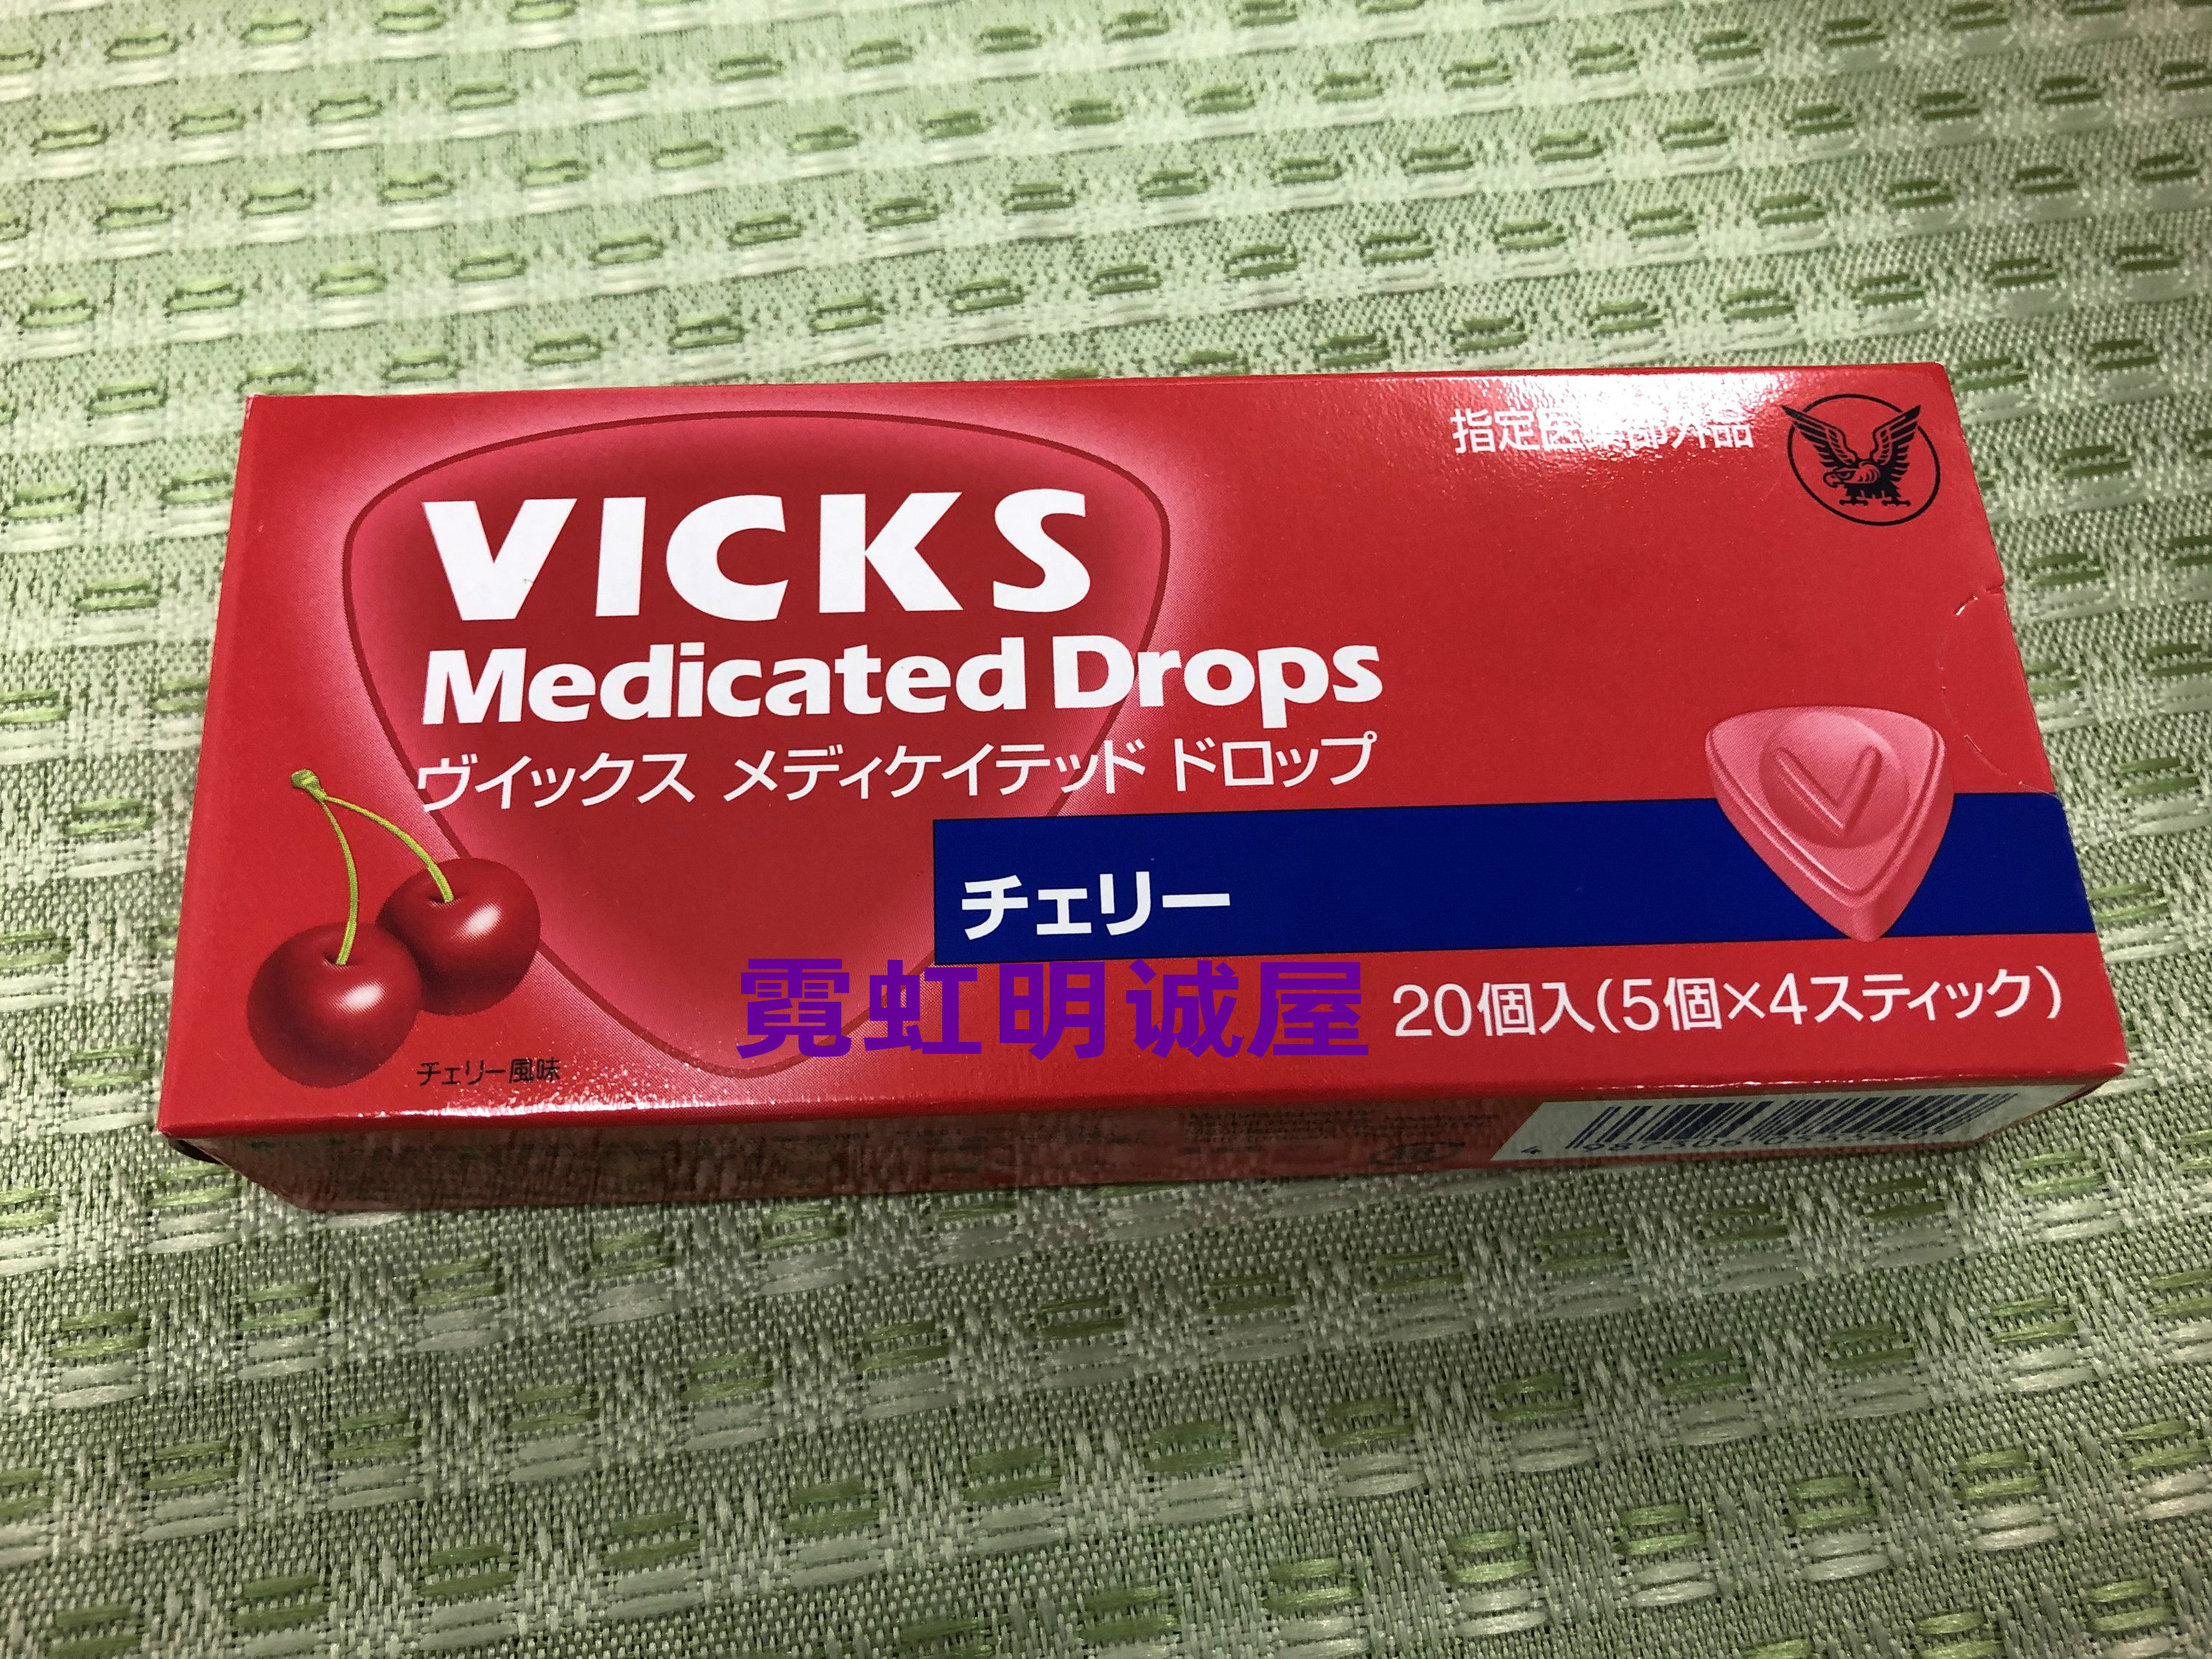 指定医薬部外品
VICKS
Medicated Drops
ヴイックス メディケイテッド ドロップ
チェリー
霓虹明诚屋
20個入(5個×4スティック)
チェリー風味